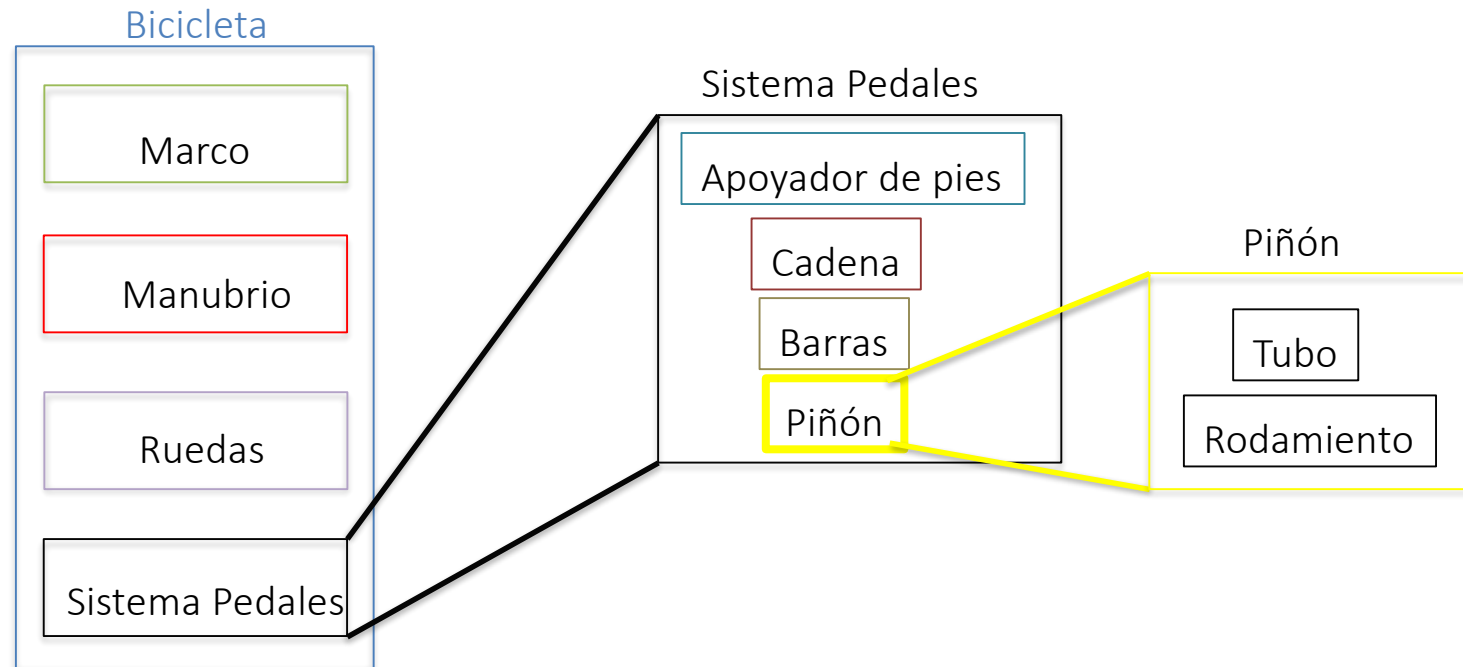 Bicicleta
Marco
Manubrio
Ruedas
Sistema Pedales
Sistema Pedales
Apoyador de pies
Cadena
Barras
Piñón
Piñón
Tubo
Rodamiento